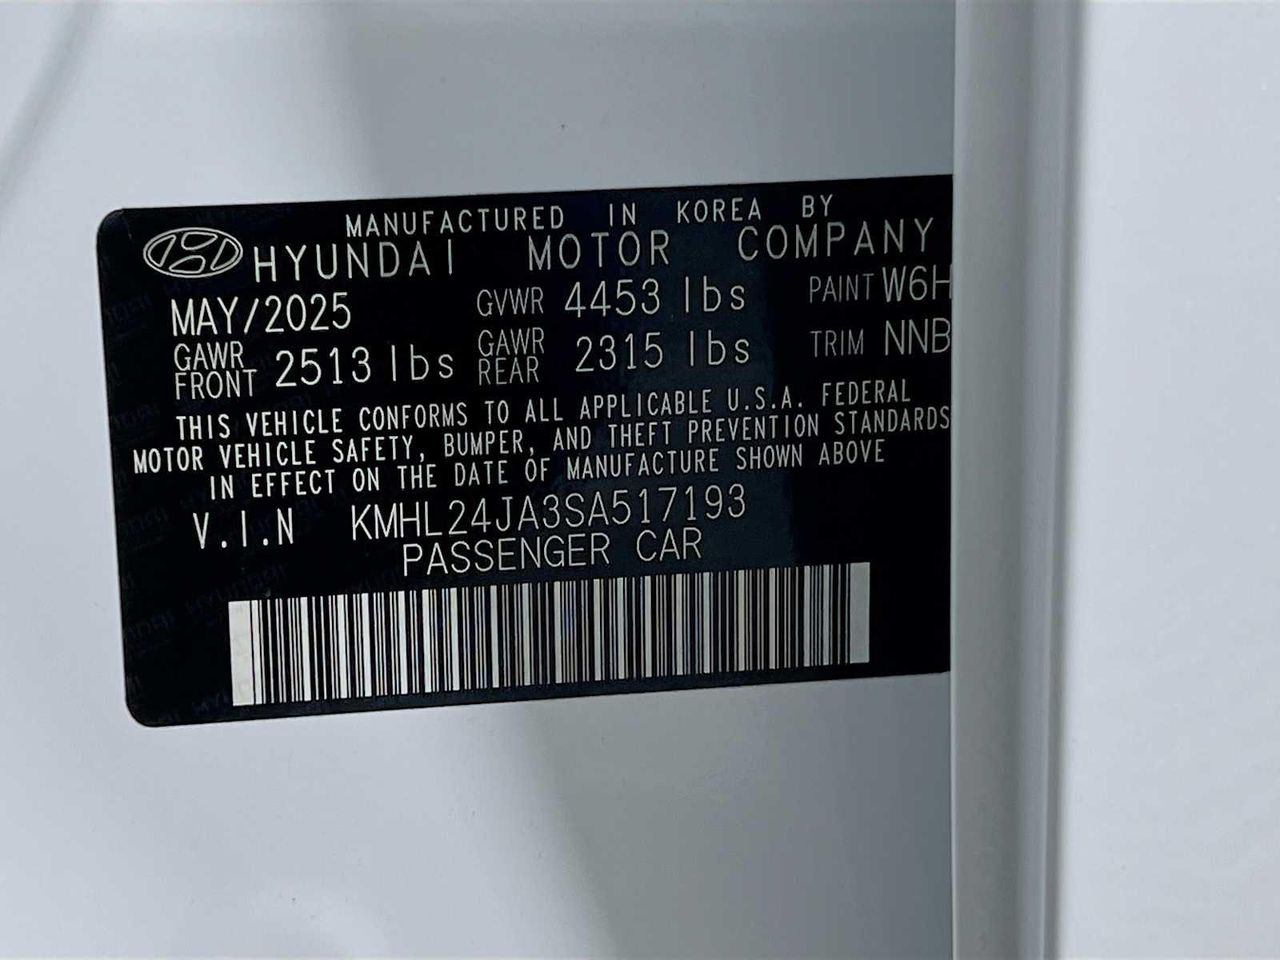 MANUFACTURED IN KOREA BY
HYUNDAI MOTOR COMPANY
MAY/2025 GVWR 4453 lbs PAINT W6H
GAWR FRONT 2513 lbs GAWR REAR 2315 lbs TRIM NNB
THIS VEHICLE CONFORMS TO ALL APPLICABLE U.S.A. FEDERAL
MOTOR VEHICLE SAFETY, BUMPER, AND THEFT PREVENTION STANDARDS
IN EFFECT ON THE DATE OF MANUFACTURE SHOWN ABOVE
V.I.N KMHL24JA3SA517193
PASSENGER CAR